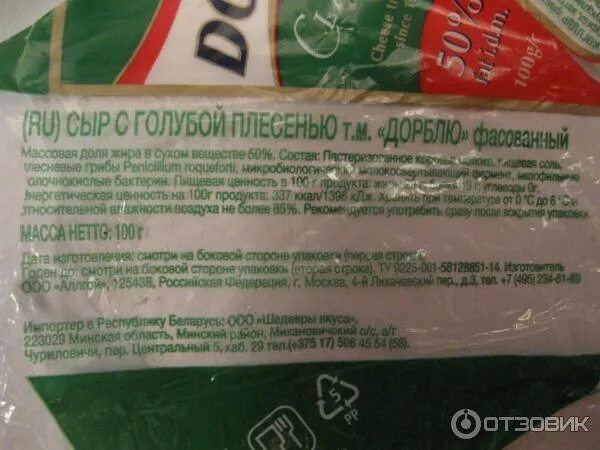 DO
Cheese tr
since 1
50%
fat i.d.m.
100g/г
(RU) СЫР С ГОЛУБОЙ ПЛЕСЕНЬЮ т.м. «ДОРБЛЮ» фасованный
Массовая доля жира в сухом веществе 50%. Состав: Пастеризованное коровье молоко, пищевая соль,
плесневые грибы Penicillium roqueforti, микробиологический молокосвертывающий фермент, мезофильные
молочнокислые бактерии. Пищевая ценность в 100 г продукта: 19 г, углеводы 0г.
Энергетическая ценность на 100г продукта: 337 ккал/1396 кДж. Хранить при температуре от 0 °C до 6 °C и
относительной влажности воздуха не более 85%. Рекомендуется употребить сразу после вскрытия упаковки.
МАССА НЕТТО: 100 г
Дата изготовления: смотри на боковой стороне упаковки (первая строка).
Годен до: смотри на боковой стороне упаковки (вторая строка). ТУ 9225-001-58128851-14. Изготовитель
ООО «Аллгой», 125438, Российская Федерация, г. Москва, 4-й Лихачевский пер., д.3, тел. +7 (495) 234-61-69
Импортер в Республику Беларусь: ООО «Шедевры вкуса»,
223029 Минская область, Минский район, Михановичский с/с, а/г
Чуриловичи, пер. Центральный 5, каб. 29 тел.(+375 17) 506 45 54 (58).
5
PP
ОТЗОВИК